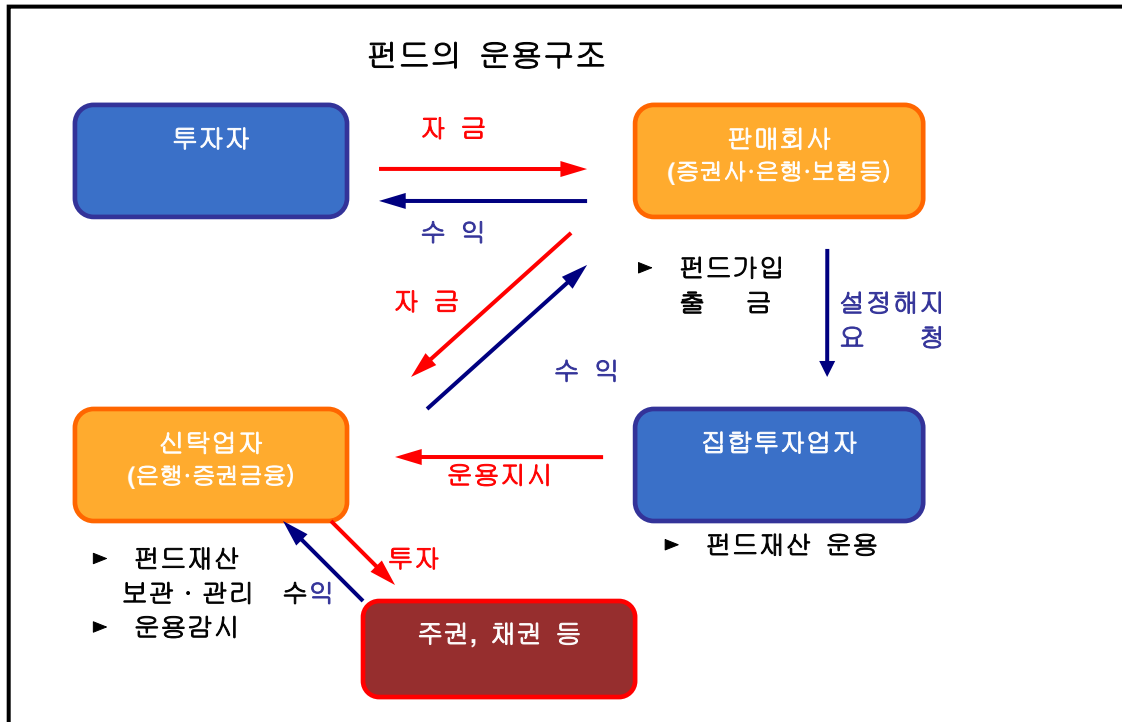 펀드의 운용구조
투자자
자 금
판매회사
(증권사·은행·보험등)
수 익
► 펀드가입
출 금
자 금
설정해지
요 청
수 익
신탁업자
(은행·증권금융)
집합투자업자
운용지시
► 펀드재산 운용
► 펀드재산
보관 · 관리
► 운용감시
투자
수익
주권, 채권 등